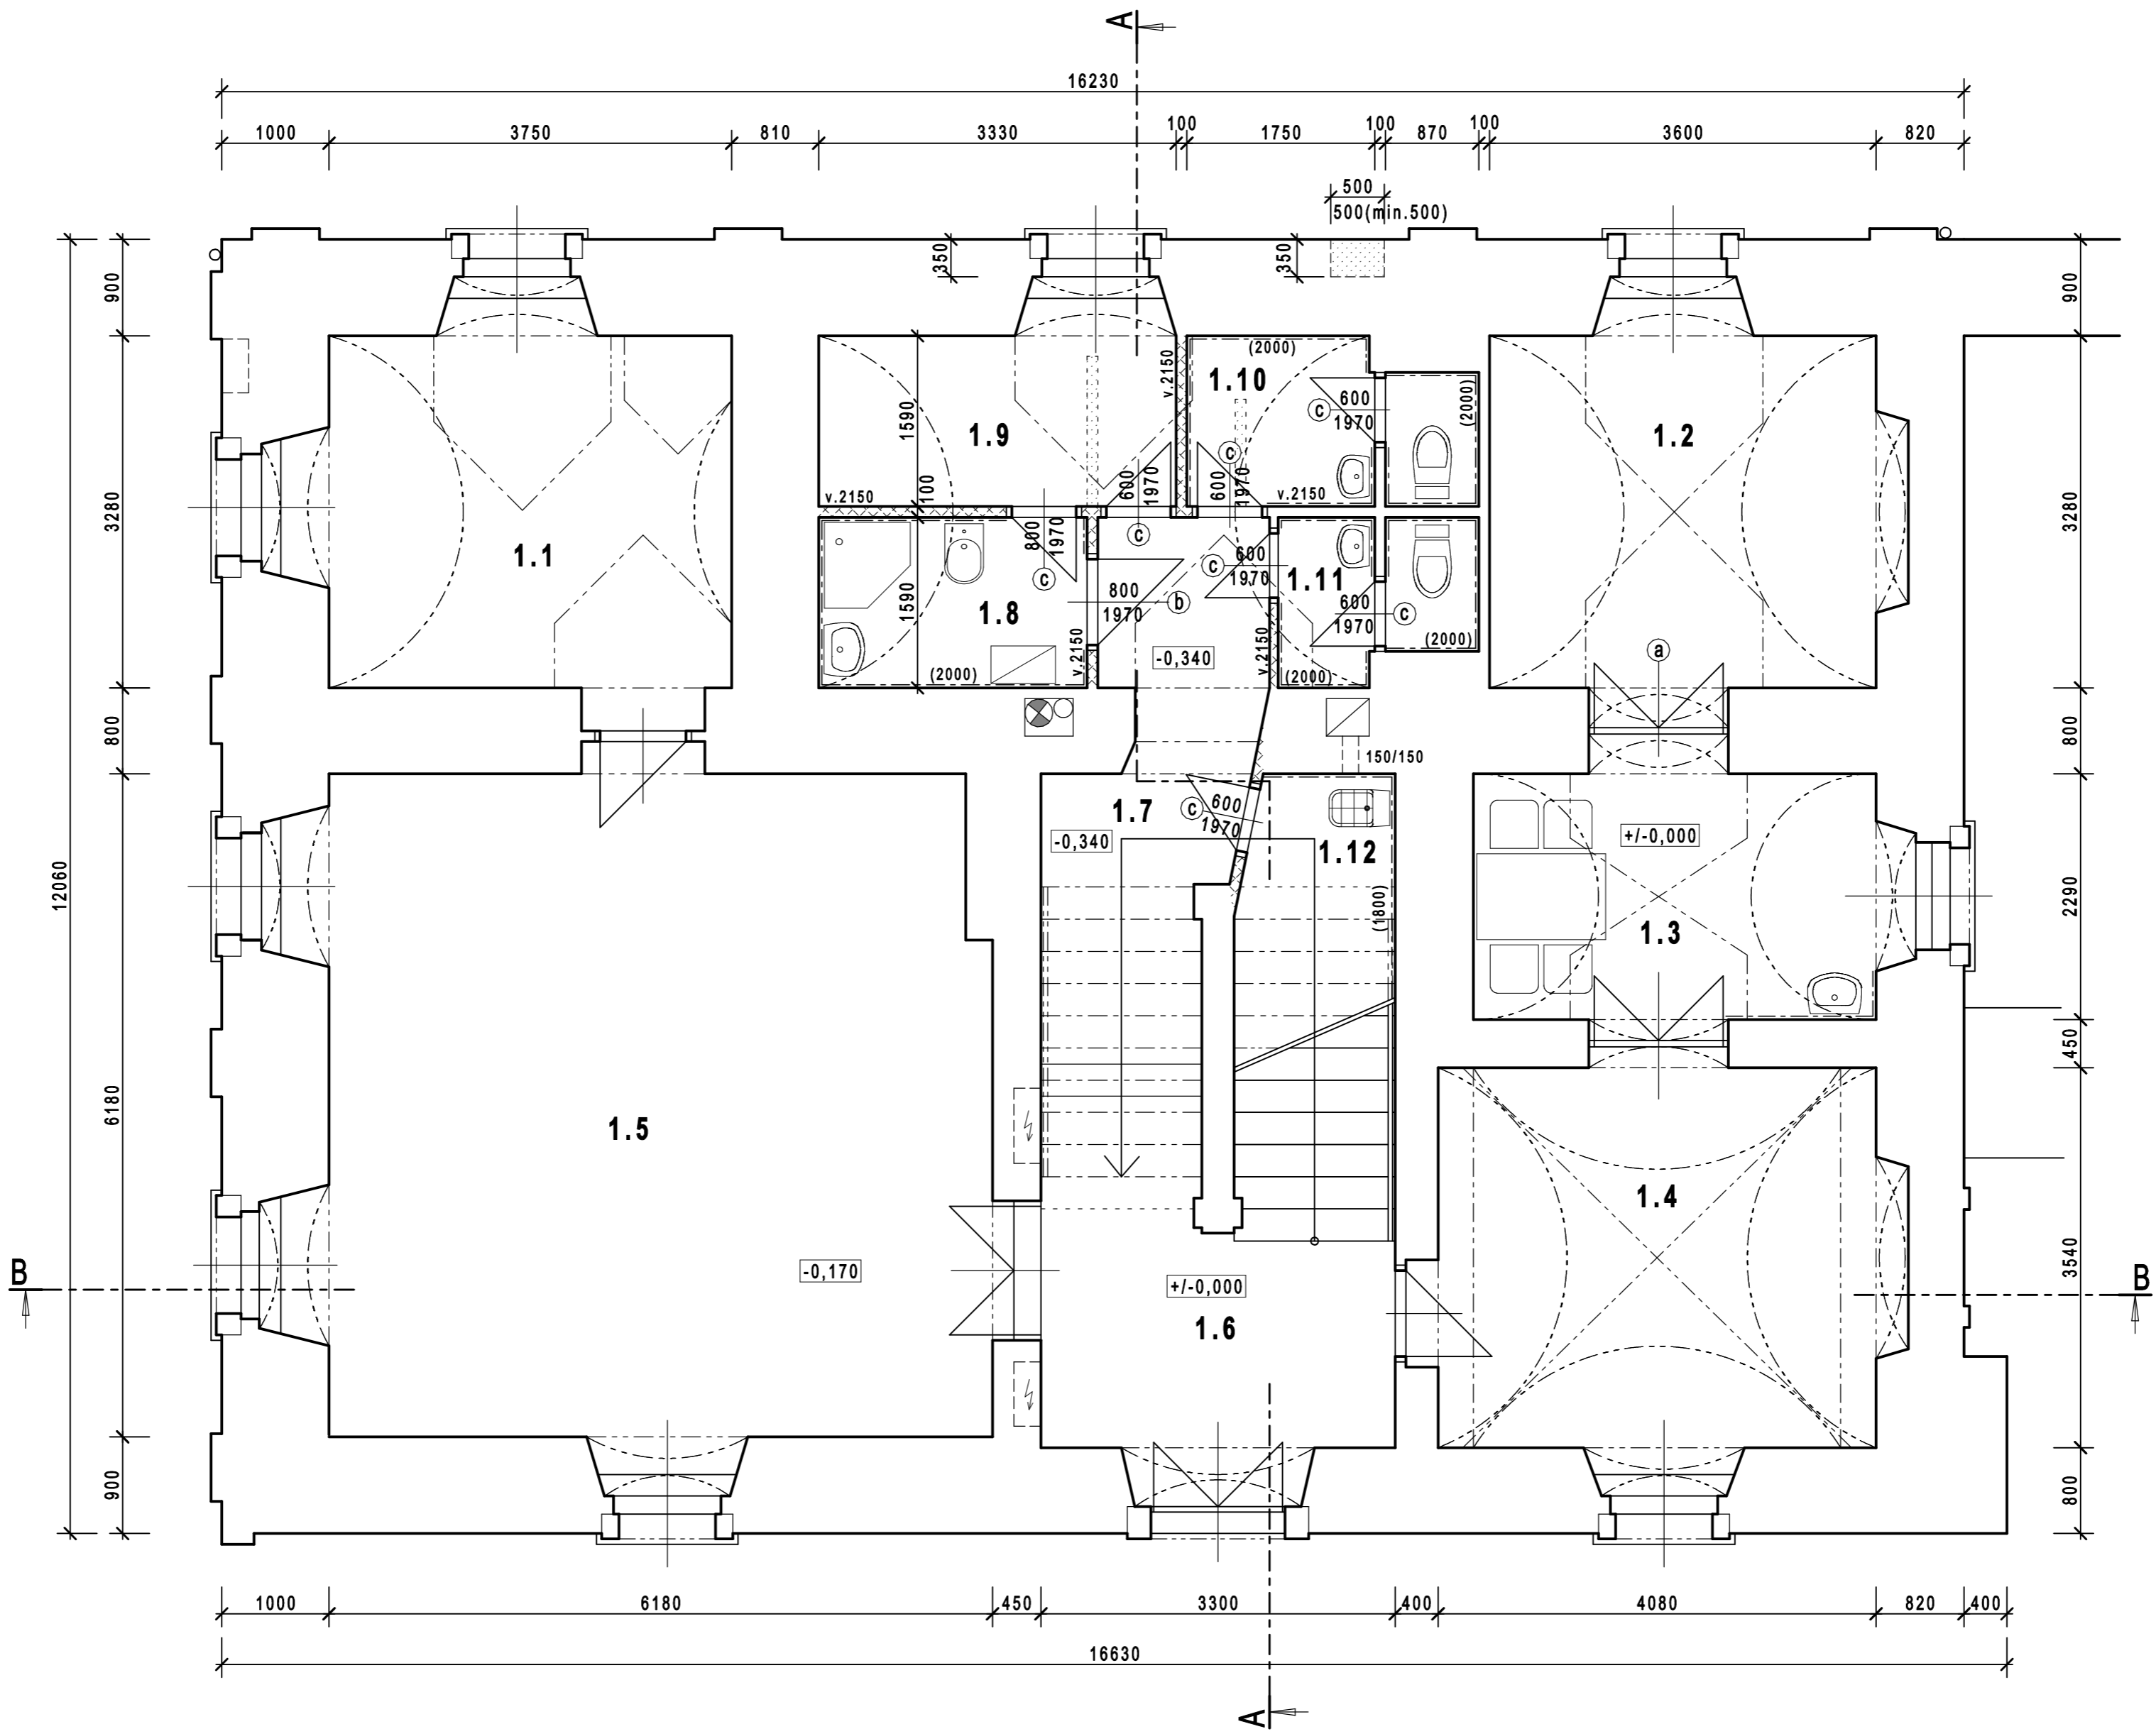 A
16230
1000 3750 810 3330 100 1750 100 870 100 3600 820
500
500(min.500)
350 350
900 900
v.2150 (2000)
1.10
600
1970
c
(2000)
1.9
1590
1.2
c
600
1970
600
1970
v.2150
100
v.2150
3280 3280
1.1
800
1970
c
c
600
1970
c
1.11
1.8
1590
800
1970
b
600
1970
c
(2000)
v.2150
-0,340
v.2150
(2000)
(2000)
a
800 800
150/150
1.7
c
600
1970
-0,340
1.12
+/-0,000
12060
(1800)
2290
1.3
450
6180
1.5
1.4
3540
B
-0,170
+/-0,000
B
1.6
900 800
1000 6180 450 3300 400 4080 820 400
16630
A